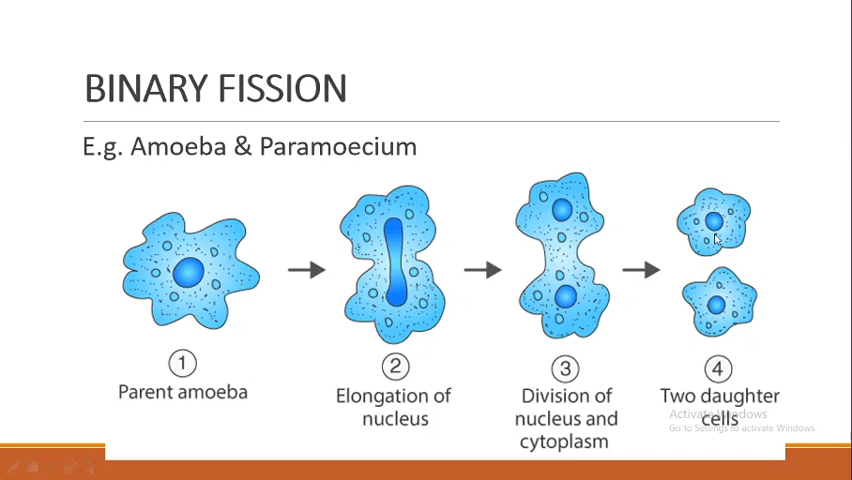 BINARY FISSION
E.g. Amoeba & Paramoecium
1
Parent amoeba
2
Elongation of
nucleus
3
Division of
nucleus and
cytoplasm
4
Two daughter
cells
Activate Windows
Go to Settings to activate Windows.